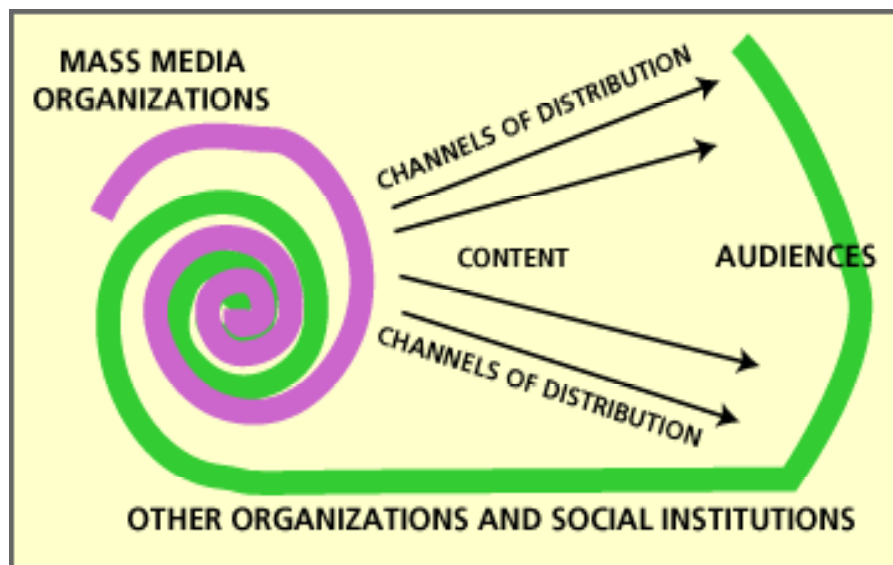 MASS MEDIA
ORGANIZATIONS
CHANNELS OF DISTRIBUTION
CONTENT
AUDIENCES
CHANNELS OF DISTRIBUTION
OTHER ORGANIZATIONS AND SOCIAL INSTITUTIONS